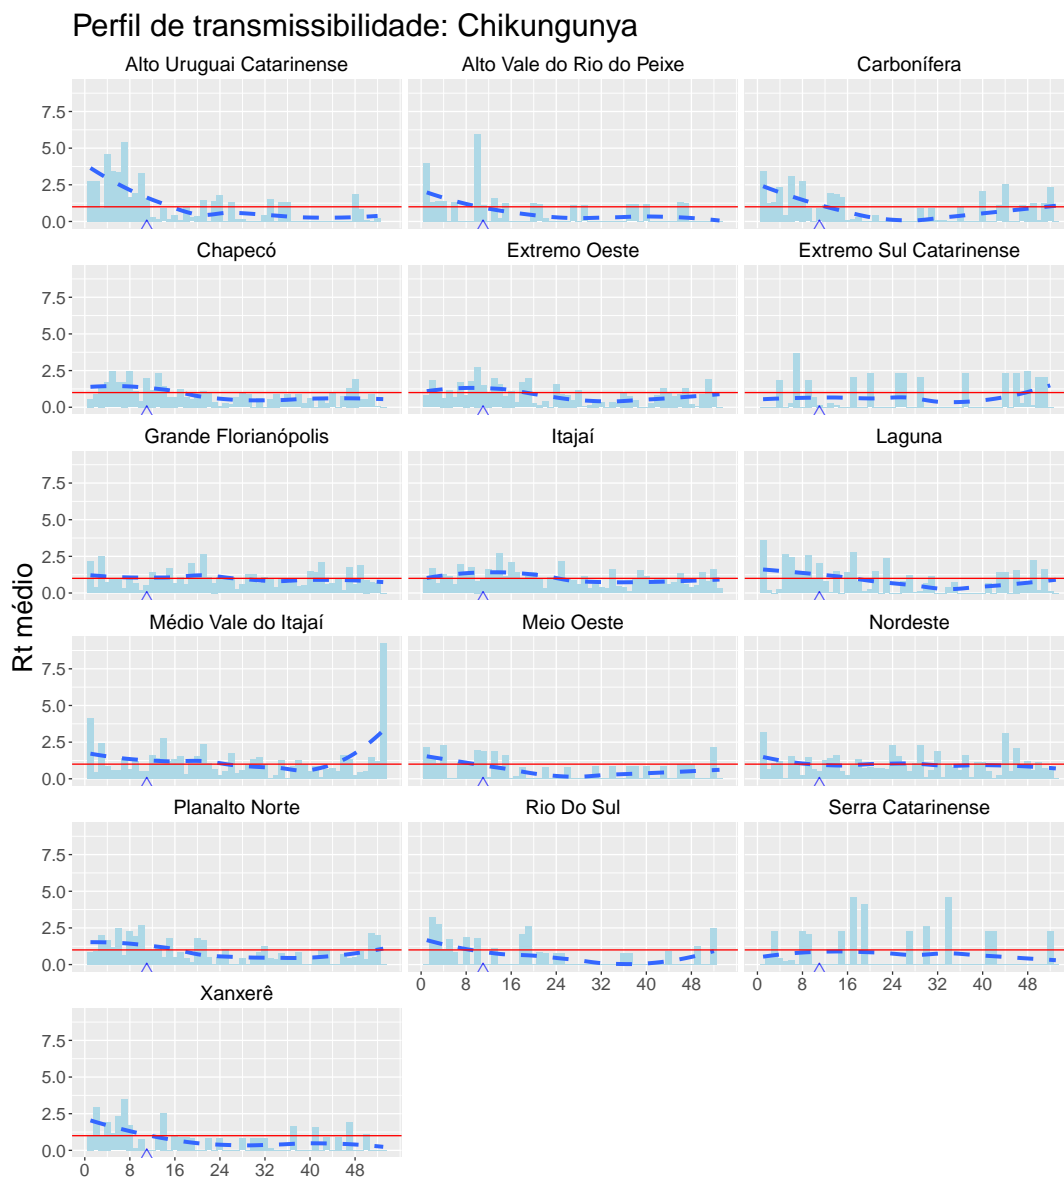 Perfil de transmissibilidade: Chikungunya
Alto Uruguai Catarinense
Alto Vale do Rio do Peixe
Carbonífera
7.5
5.0
2.5
0.0
Chapecó
Extremo Oeste
Extremo Sul Catarinense
7.5
5.0
2.5
0.0
Grande Florianópolis
Itajaí
Laguna
7.5
5.0
2.5
0.0
Rt médio
Médio Vale do Itajaí
Meio Oeste
Nordeste
7.5
5.0
2.5
0.0
Planalto Norte
Rio Do Sul
Serra Catarinense
7.5
5.0
2.5
0.0
0 8 16 24 32 40 48
0 8 16 24 32 40 48
Xanxerê
7.5
5.0
2.5
0.0
0 8 16 24 32 40 48